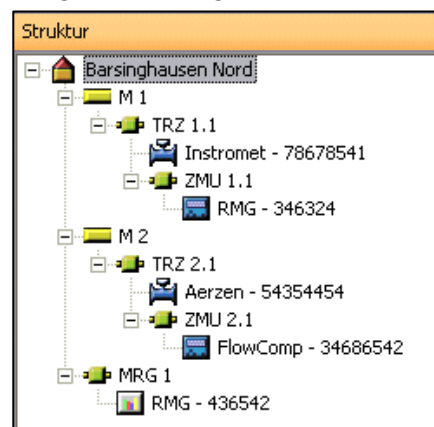 Struktur
Barsinghausen Nord
M 1
TRZ 1.1
Instromet - 78678541
ZMU 1.1
RMG - 346324
M 2
TRZ 2.1
Aerzen - 54354454
ZMU 2.1
FlowComp - 34686542
MRG 1
RMG - 436542